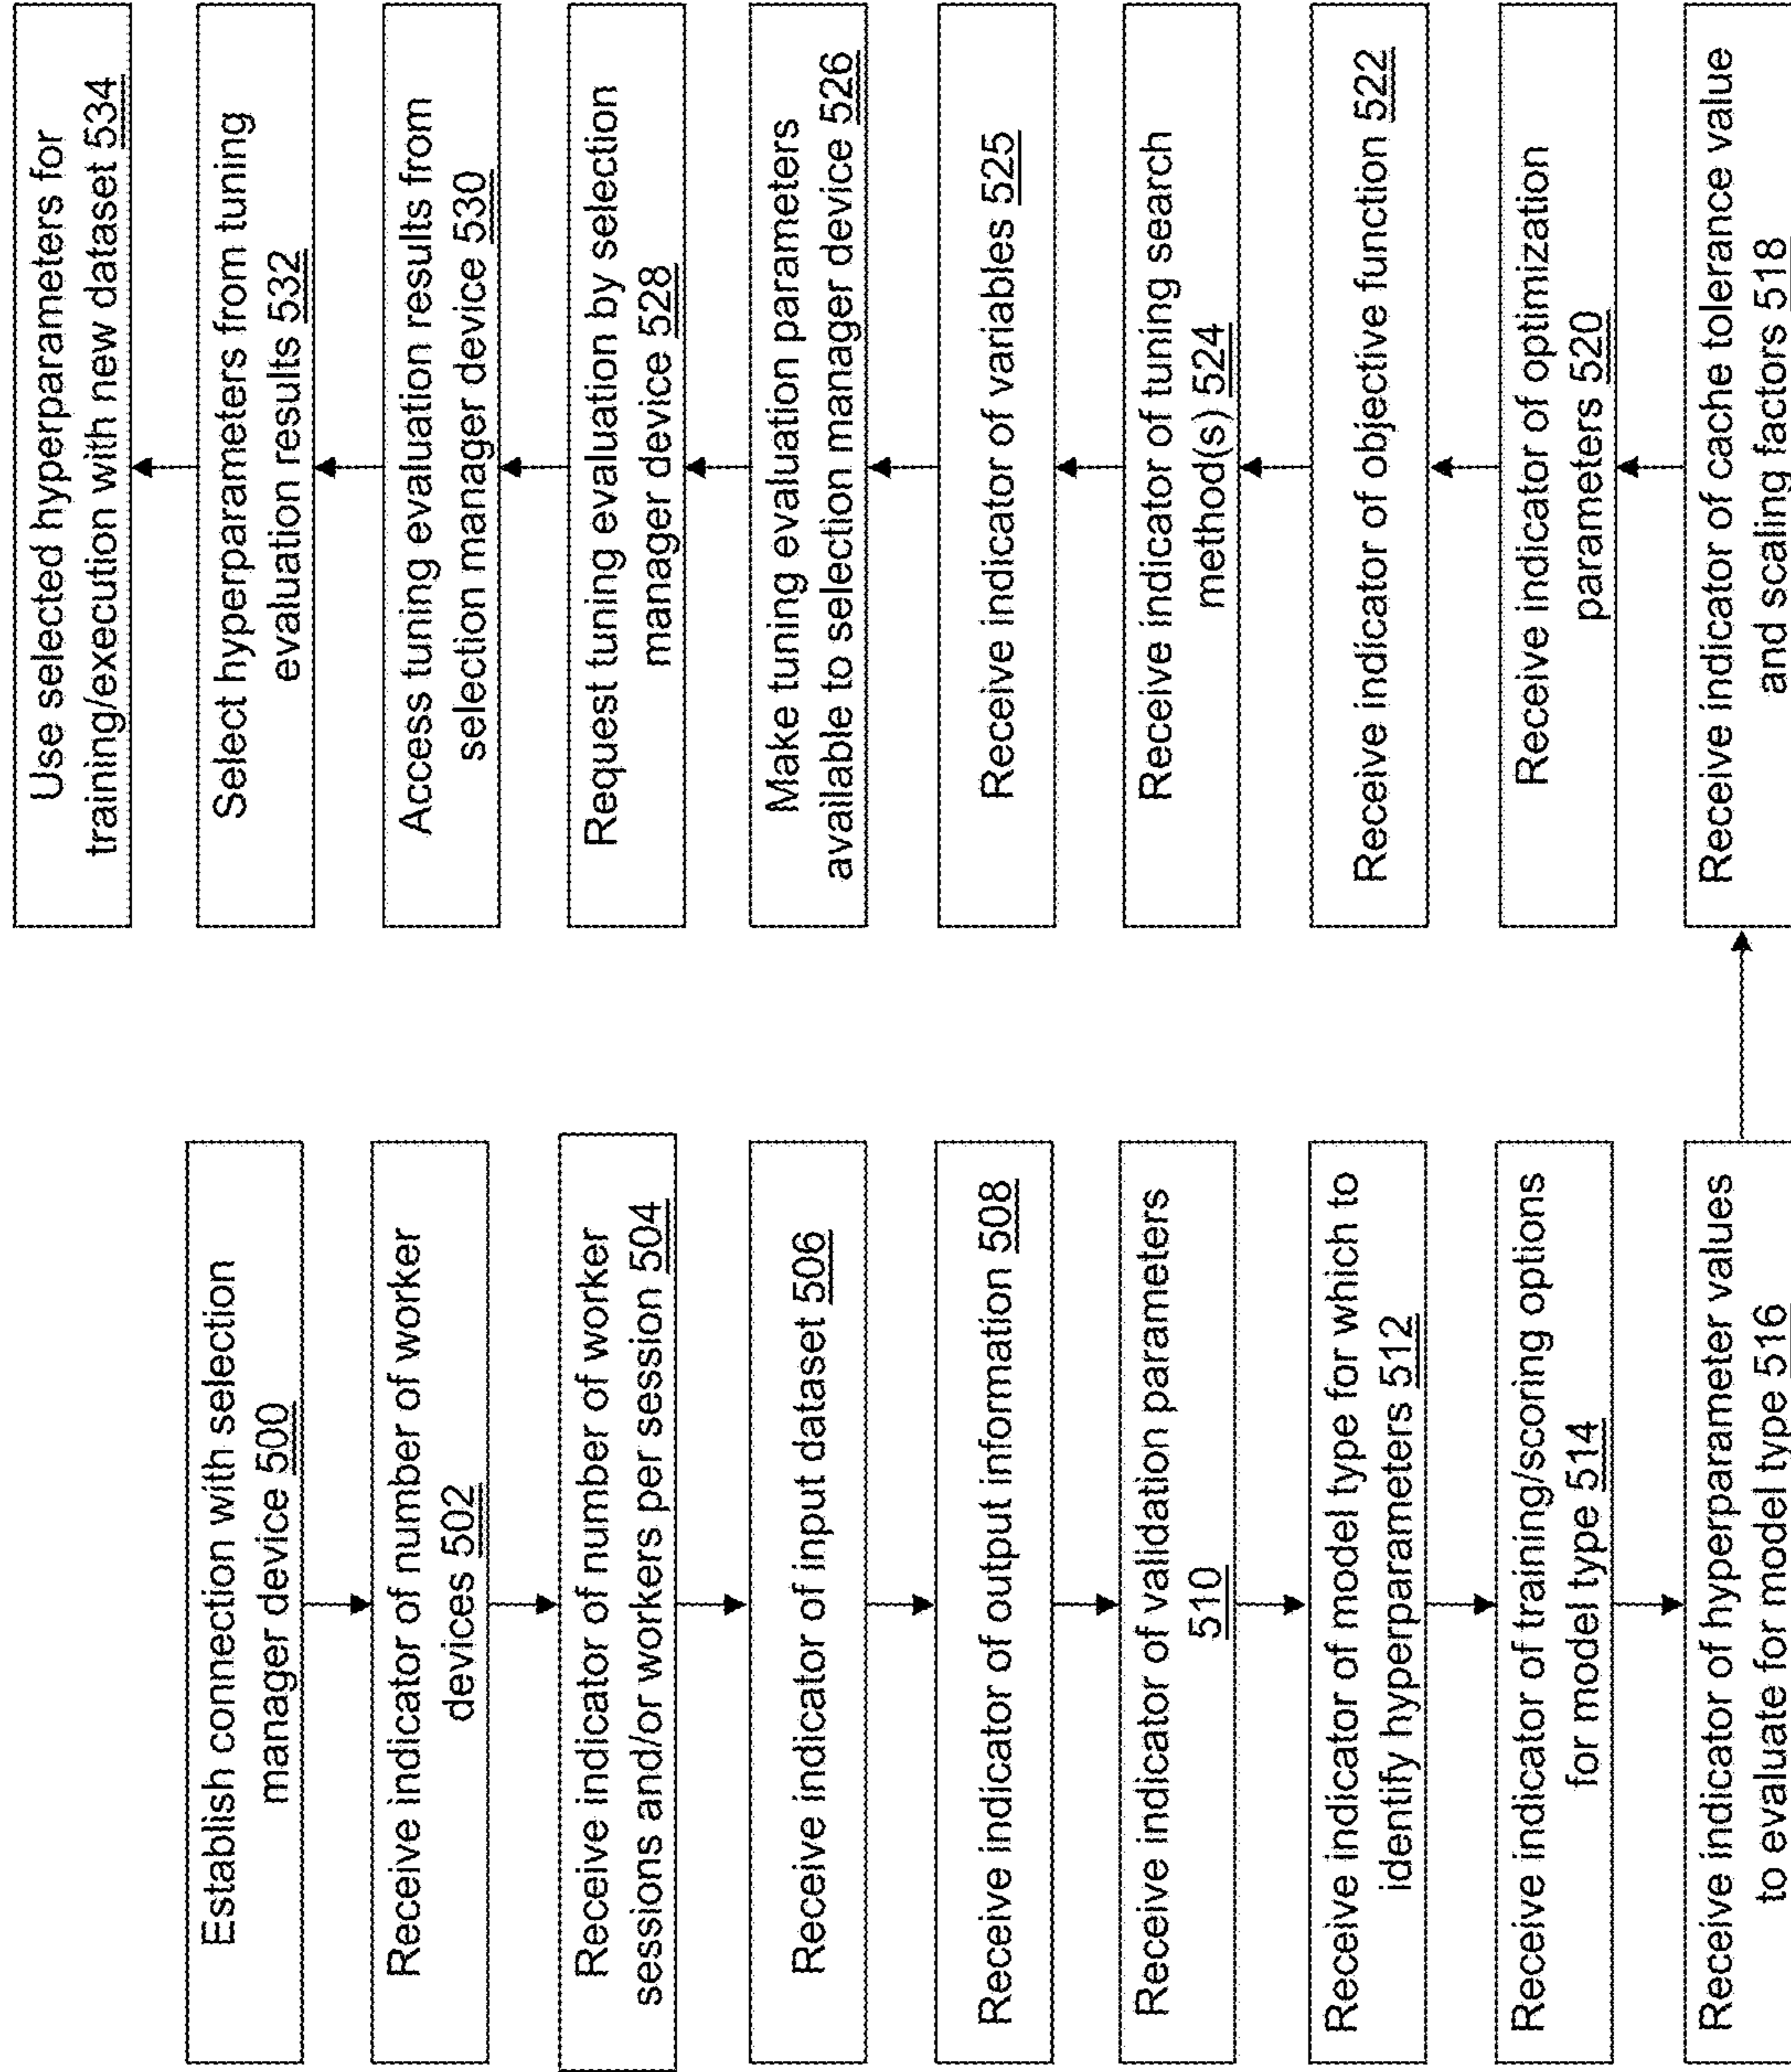 Establish connection with selection
manager device 500
Receive indicator of number of worker
devices 502
Receive indicator of number of worker
sessions and/or workers per session 504
Receive indicator of input dataset 506
Receive indicator of output information 508
Receive indicator of validation parameters
510
Receive indicator of model type for which to
identify hyperparameters 512
Receive indicator of training/scoring options
for model type 514
Receive indicator of hyperparameter values
to evaluate for model type 516
Receive indicator of cache tolerance value
and scaling factors 518
Receive indicator of optimization
parameters 520
Receive indicator of objective function 522
Receive indicator of tuning search
method(s) 524
Receive indicator of variables 525
Make tuning evaluation parameters
available to selection manager device 526
Request tuning evaluation by selection
manager device 528
Access tuning evaluation results from
selection manager device 530
Select hyperparameters from tuning
evaluation results 532
Use selected hyperparameters for
training/execution with new dataset 534